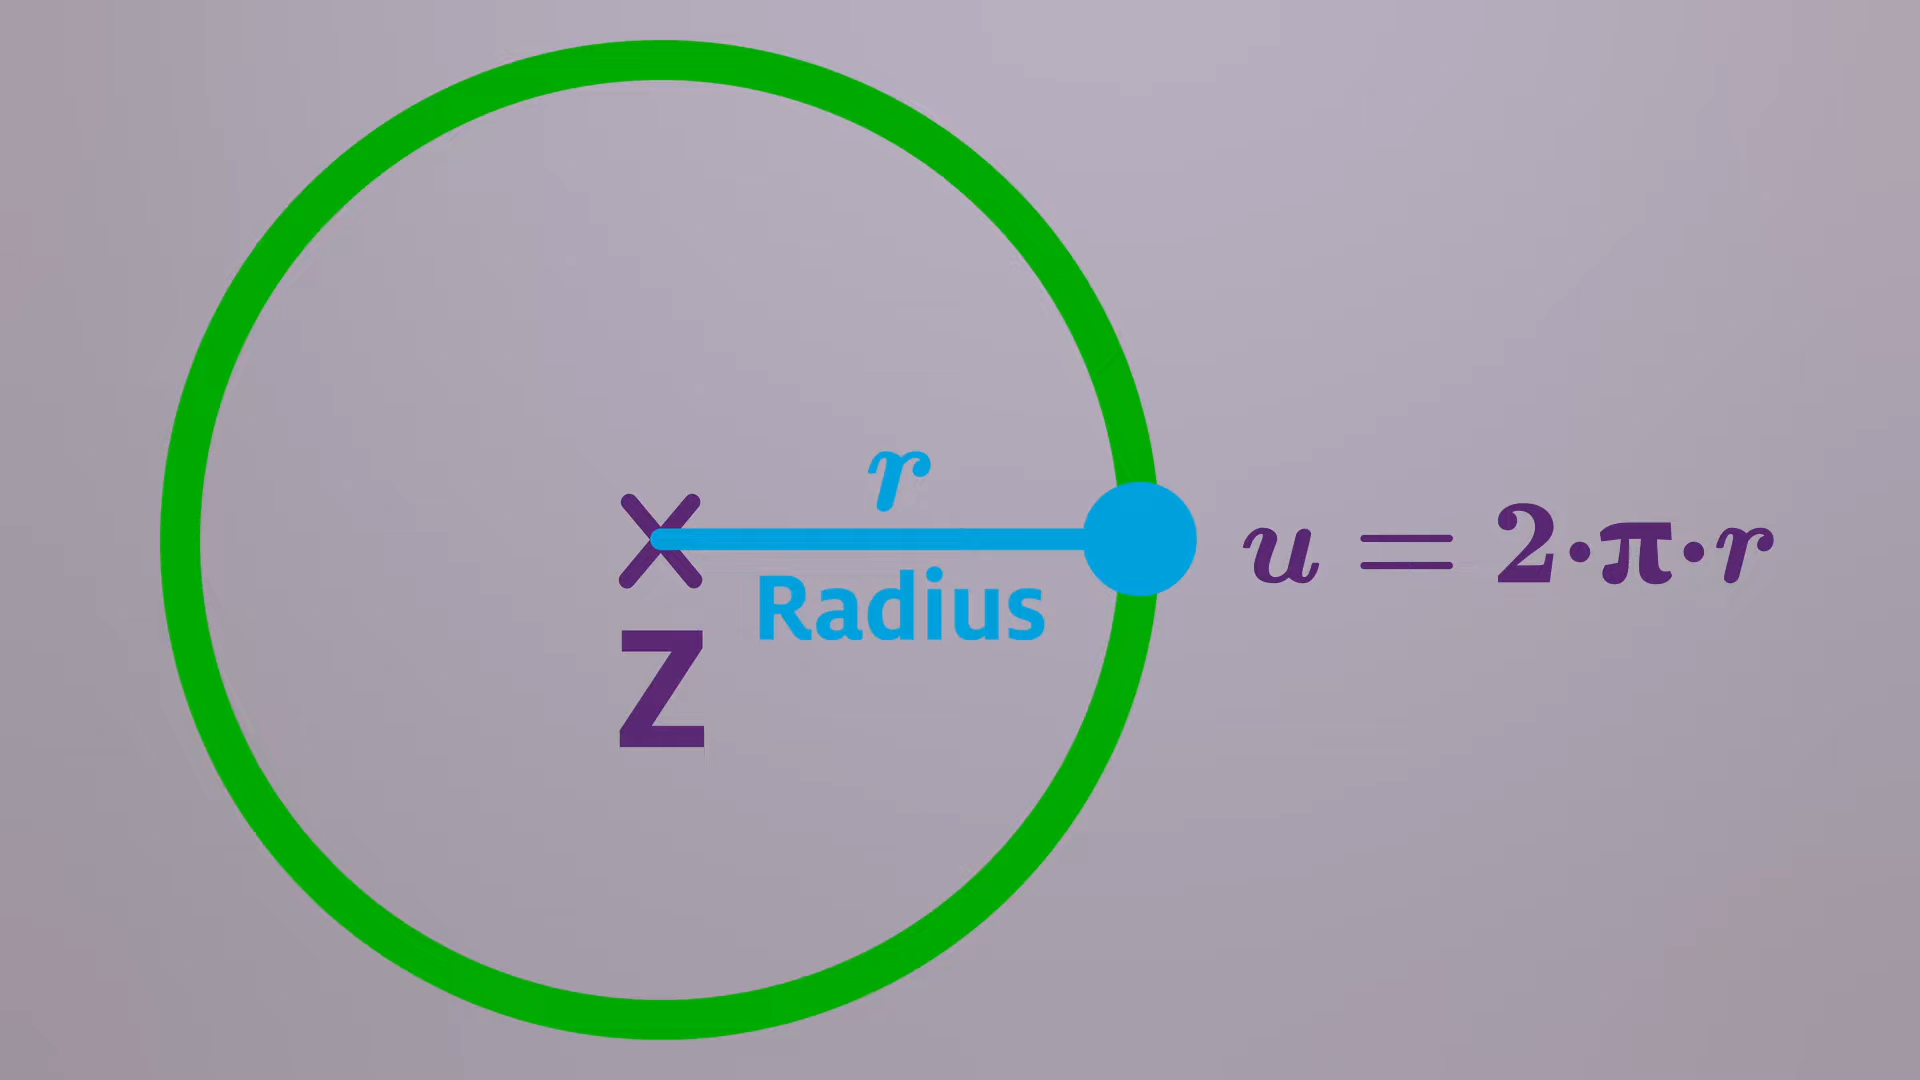 r
Radius
Z
u = 2·π·r